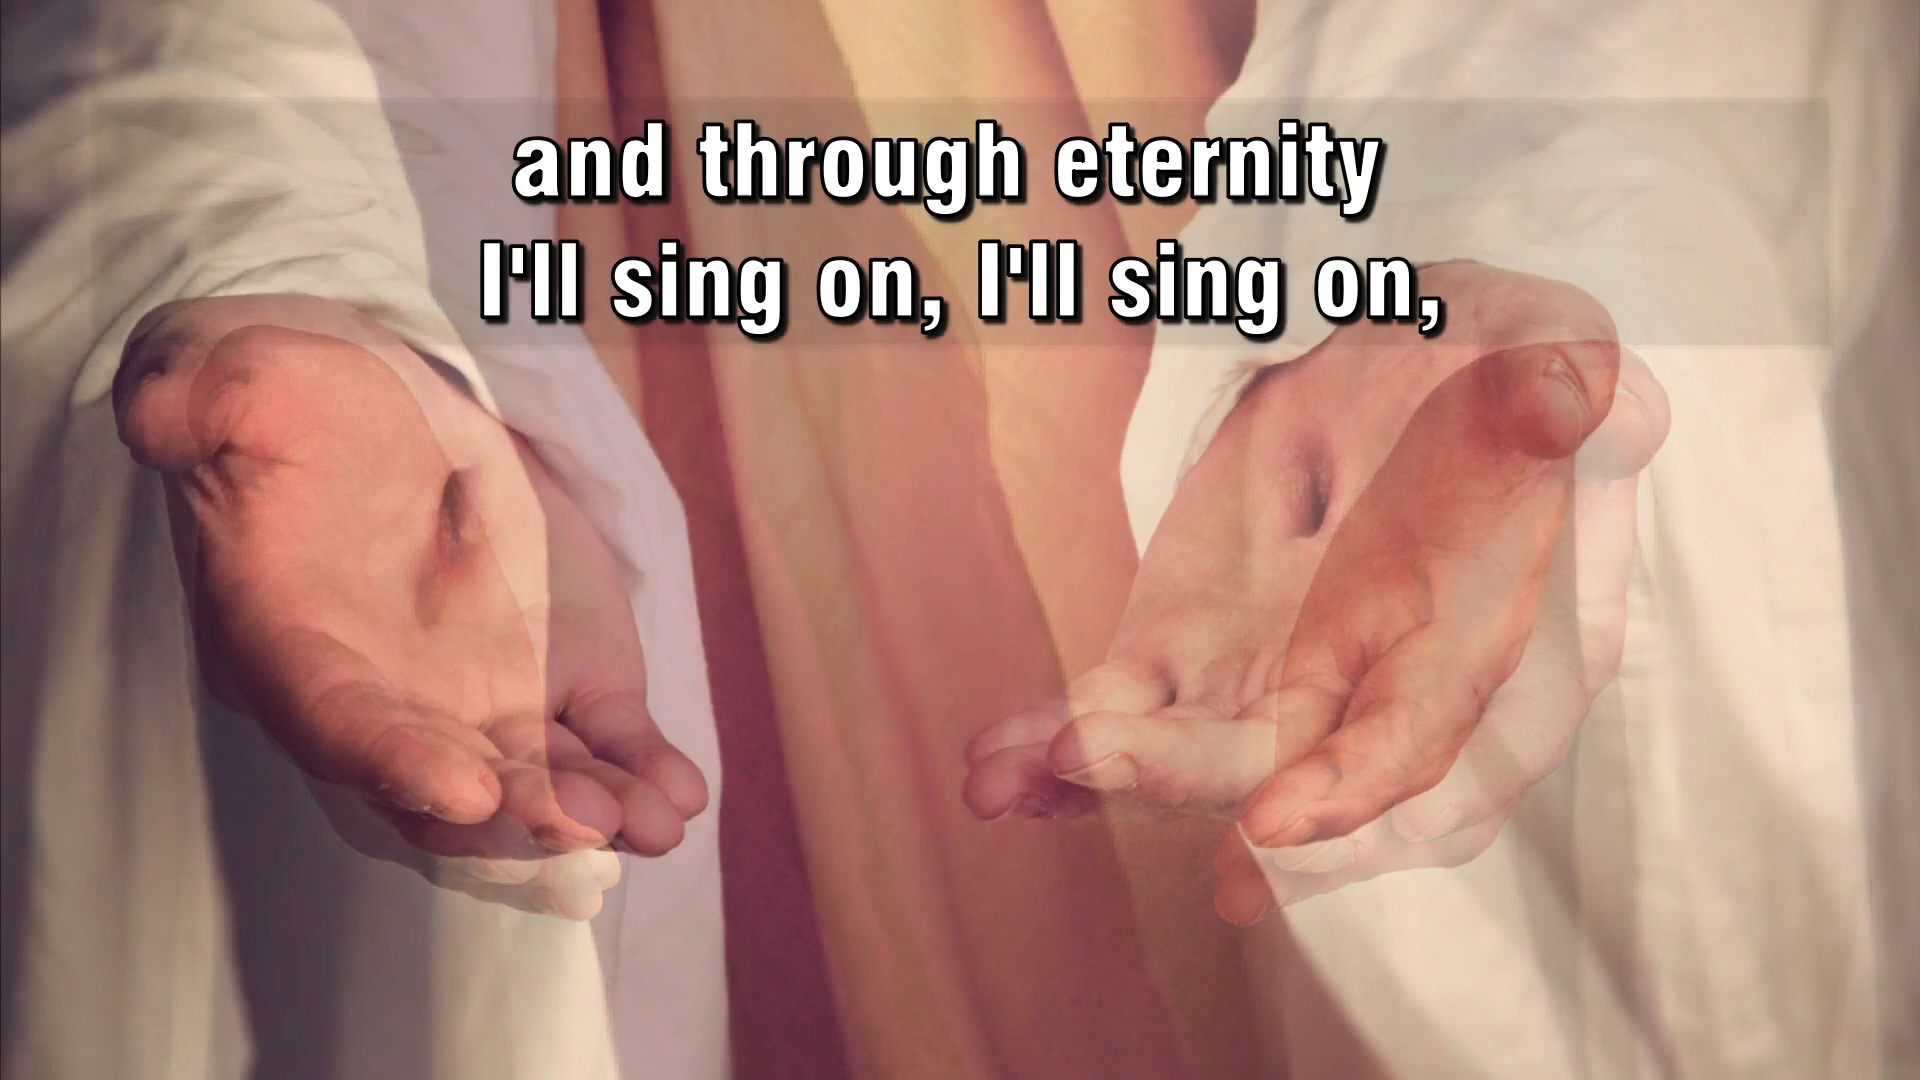 and through eternity
I'll sing on, I'll sing on,